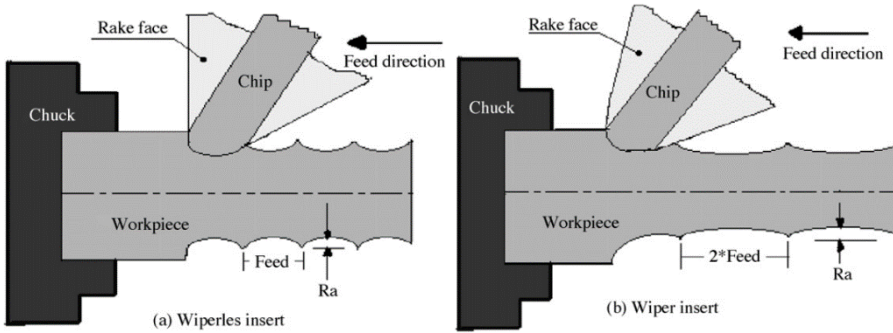 (a)
Rake face
Feed direction
Chip
Chuck
Workpiece
Feed
Ra
(a) Wiperles insert
(b)
Rake face
Feed direction
Chip
Chuck
Workpiece
2*Feed
Ra
(b) Wiper insert